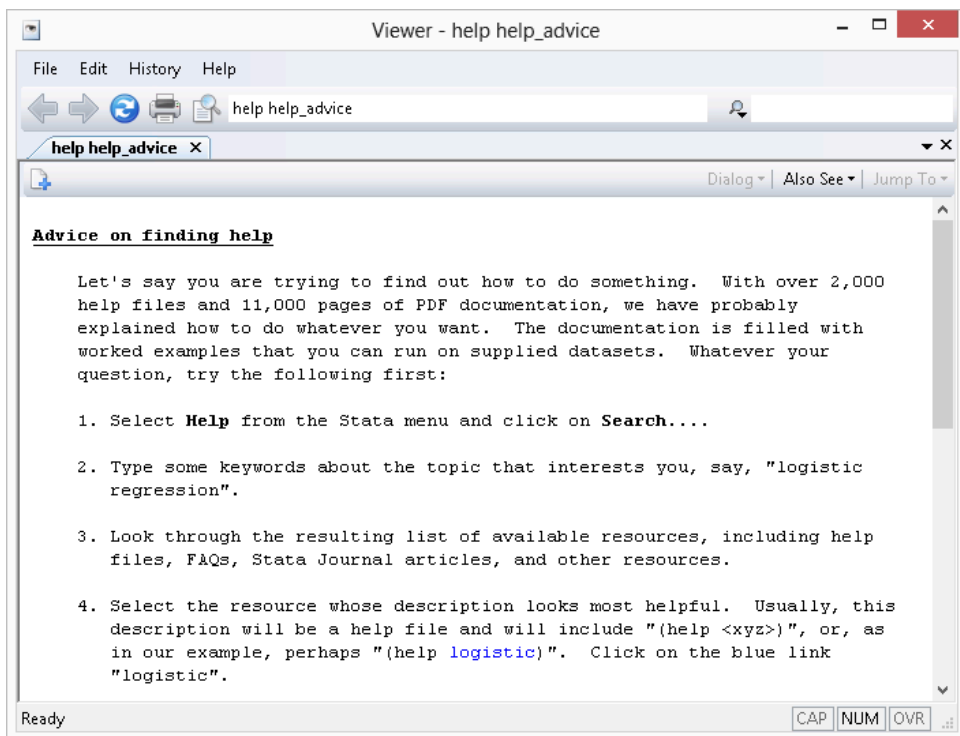 Viewer - help help_advice
File Edit History Help
help help_advice
help help_advice X
Dialog Also See Jump To
Advice on finding help
Let's say you are trying to find out how to do something. With over 2,000
help files and 11,000 pages of PDF documentation, we have probably
explained how to do whatever you want. The documentation is filled with
worked examples that you can run on supplied datasets. Whatever your
question, try the following first:
1. Select Help from the Stata menu and click on Search....
2. Type some keywords about the topic that interests you, say, "logistic
regression".
3. Look through the resulting list of available resources, including help
files, FAQs, Stata Journal articles, and other resources.
4. Select the resource whose description looks most helpful. Usually, this
description will be a help file and will include "(help <xyz>)", or, as
in our example, perhaps "(help logistic)". Click on the blue link
"logistic".
Ready CAP NUM OVR